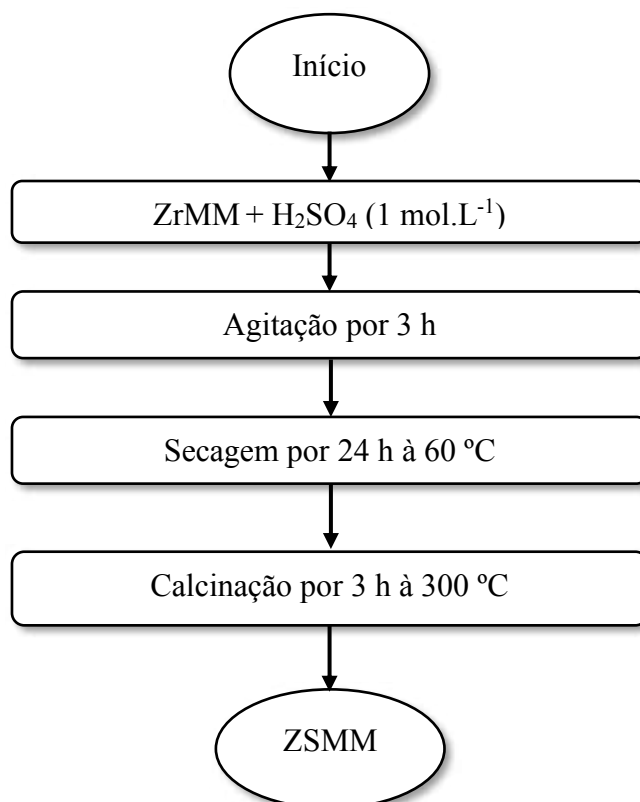 Início
ZrMM + H₂SO₄ (1 mol.L⁻¹)
Agitação por 3 h
Secagem por 24 h à 60 ºC
Calcinação por 3 h à 300 ºC
ZSMM